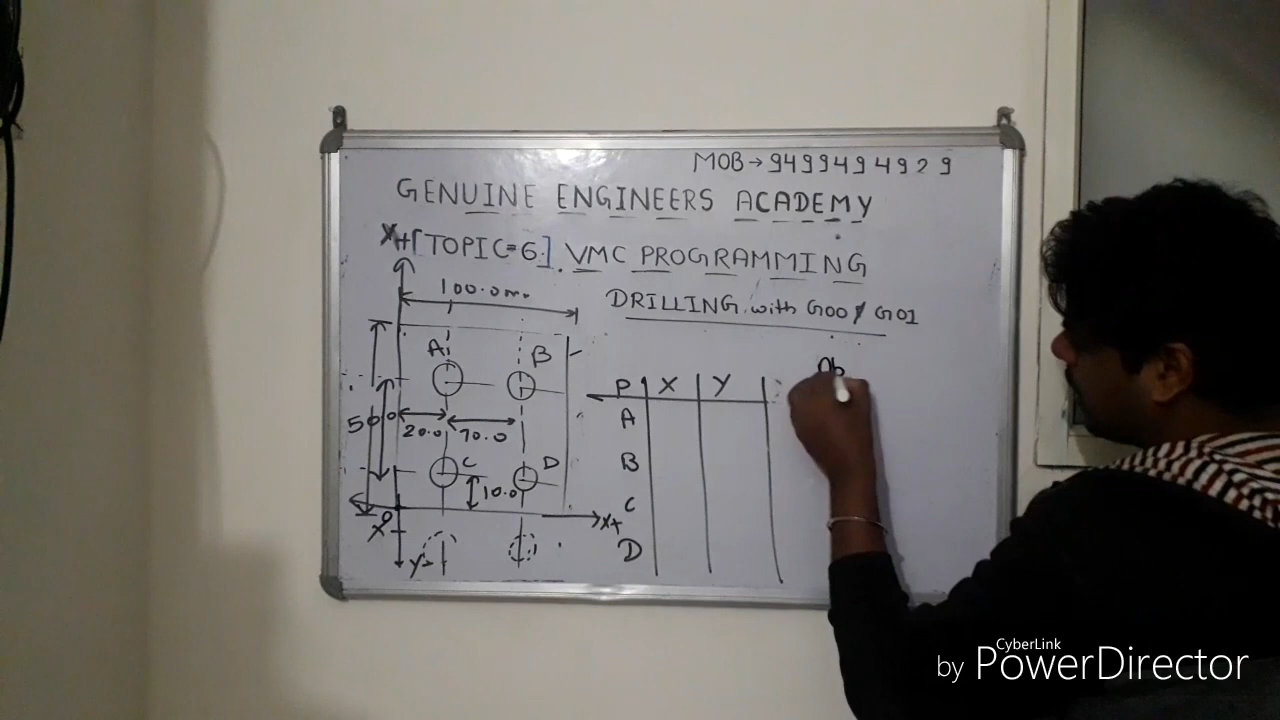 MOB → 9499494929
GENUINE ENGINEERS ACADEMY
[TOPIC=6.] VMC PROGRAMMING
DRILLING with G00/G01
100.0
A B
50.0
20.0 70.0
C D
10.0
X+
Y-
P X Y
A
B
C
D
Ab
CyberLink
by PowerDirector